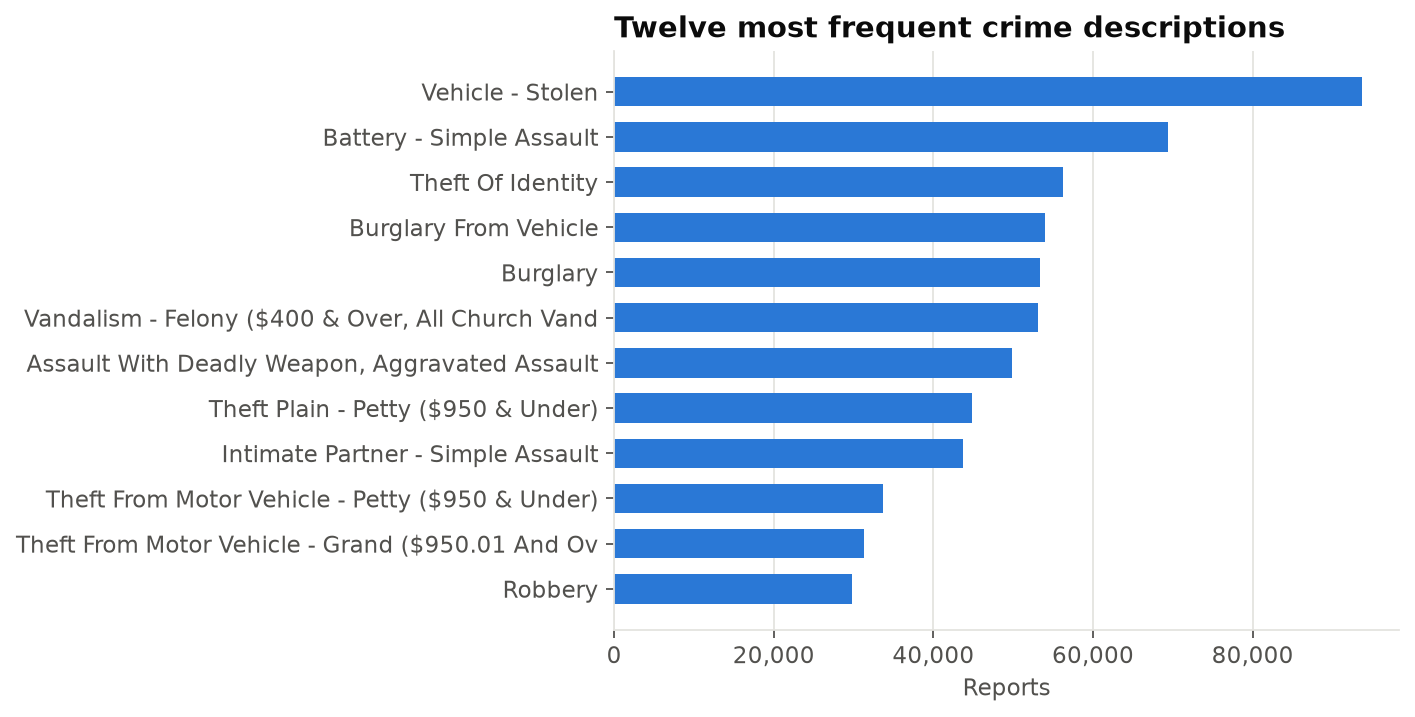 Twelve most frequent crime descriptions
Vehicle - Stolen
Battery - Simple Assault
Theft Of Identity
Burglary From Vehicle
Burglary
Vandalism - Felony ($400 & Over, All Church Vand
Assault With Deadly Weapon, Aggravated Assault
Theft Plain - Petty ($950 & Under)
Intimate Partner - Simple Assault
Theft From Motor Vehicle - Petty ($950 & Under)
Theft From Motor Vehicle - Grand ($950.01 And Ov
Robbery
0 20,000 40,000 60,000 80,000
Reports